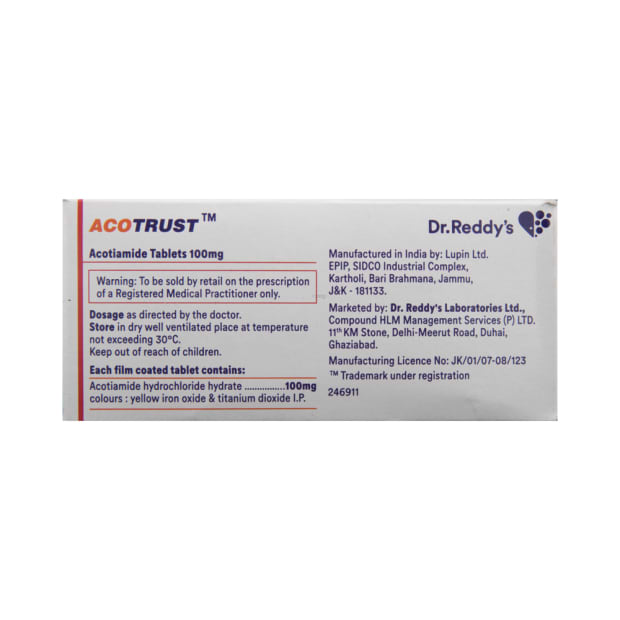 ACOTRUST™
Acotiamide Tablets 100mg
Warning: To be sold by retail on the prescription
of a Registered Medical Practitioner only.
Dosage as directed by the doctor.
Store in dry well ventilated place at temperature
not exceeding 30°C.
Keep out of reach of children.
Each film coated tablet contains:
Acotiamide hydrochloride hydrate ................100mg
colours : yellow iron oxide & titanium dioxide I.P.
Dr.Reddy's
Manufactured in India by: Lupin Ltd.
EPIP, SIDCO Industrial Complex,
Kartholi, Bari Brahmana, Jammu,
J&K - 181133.
Marketed by: Dr. Reddy's Laboratories Ltd.,
Compound HLM Management Services (P) LTD.
11th KM Stone, Delhi-Meerut Road, Duhai,
Ghaziabad.
Manufacturing Licence No: JK/01/07-08/123
™ Trademark under registration
246911